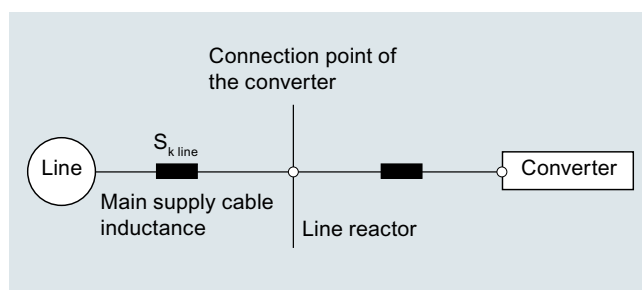 Connection point of
the converter
S k line
Line
Converter
Main supply cable
inductance
Line reactor